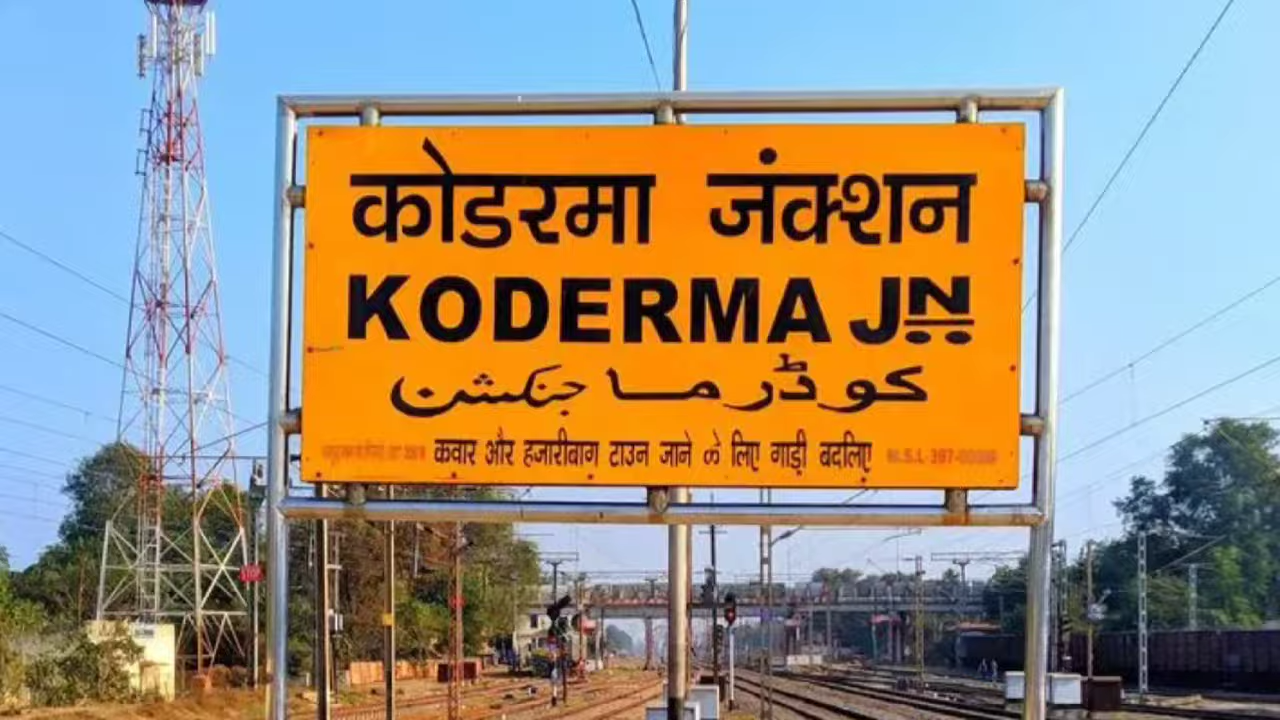 कोडरमा जंक्शन
KODERMA JN
کوڈرما جنکشن
कवार और हजारीबाग टाउन जाने के लिए गाड़ी बदलिए